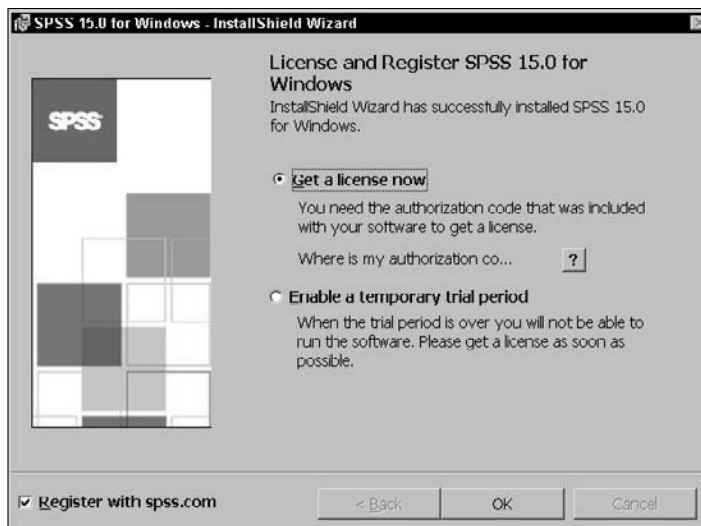 SPSS 15.0 for Windows - InstallShield Wizard
SPSS
License and Register SPSS 15.0 for
Windows
InstallShield Wizard has successfully installed SPSS 15.0
for Windows.
Get a license now
You need the authorization code that was included
with your software to get a license.
Where is my authorization co... ?
Enable a temporary trial period
When the trial period is over you will not be able to
run the software. Please get a license as soon as
possible.
Register with spss.com
< Back OK Cancel